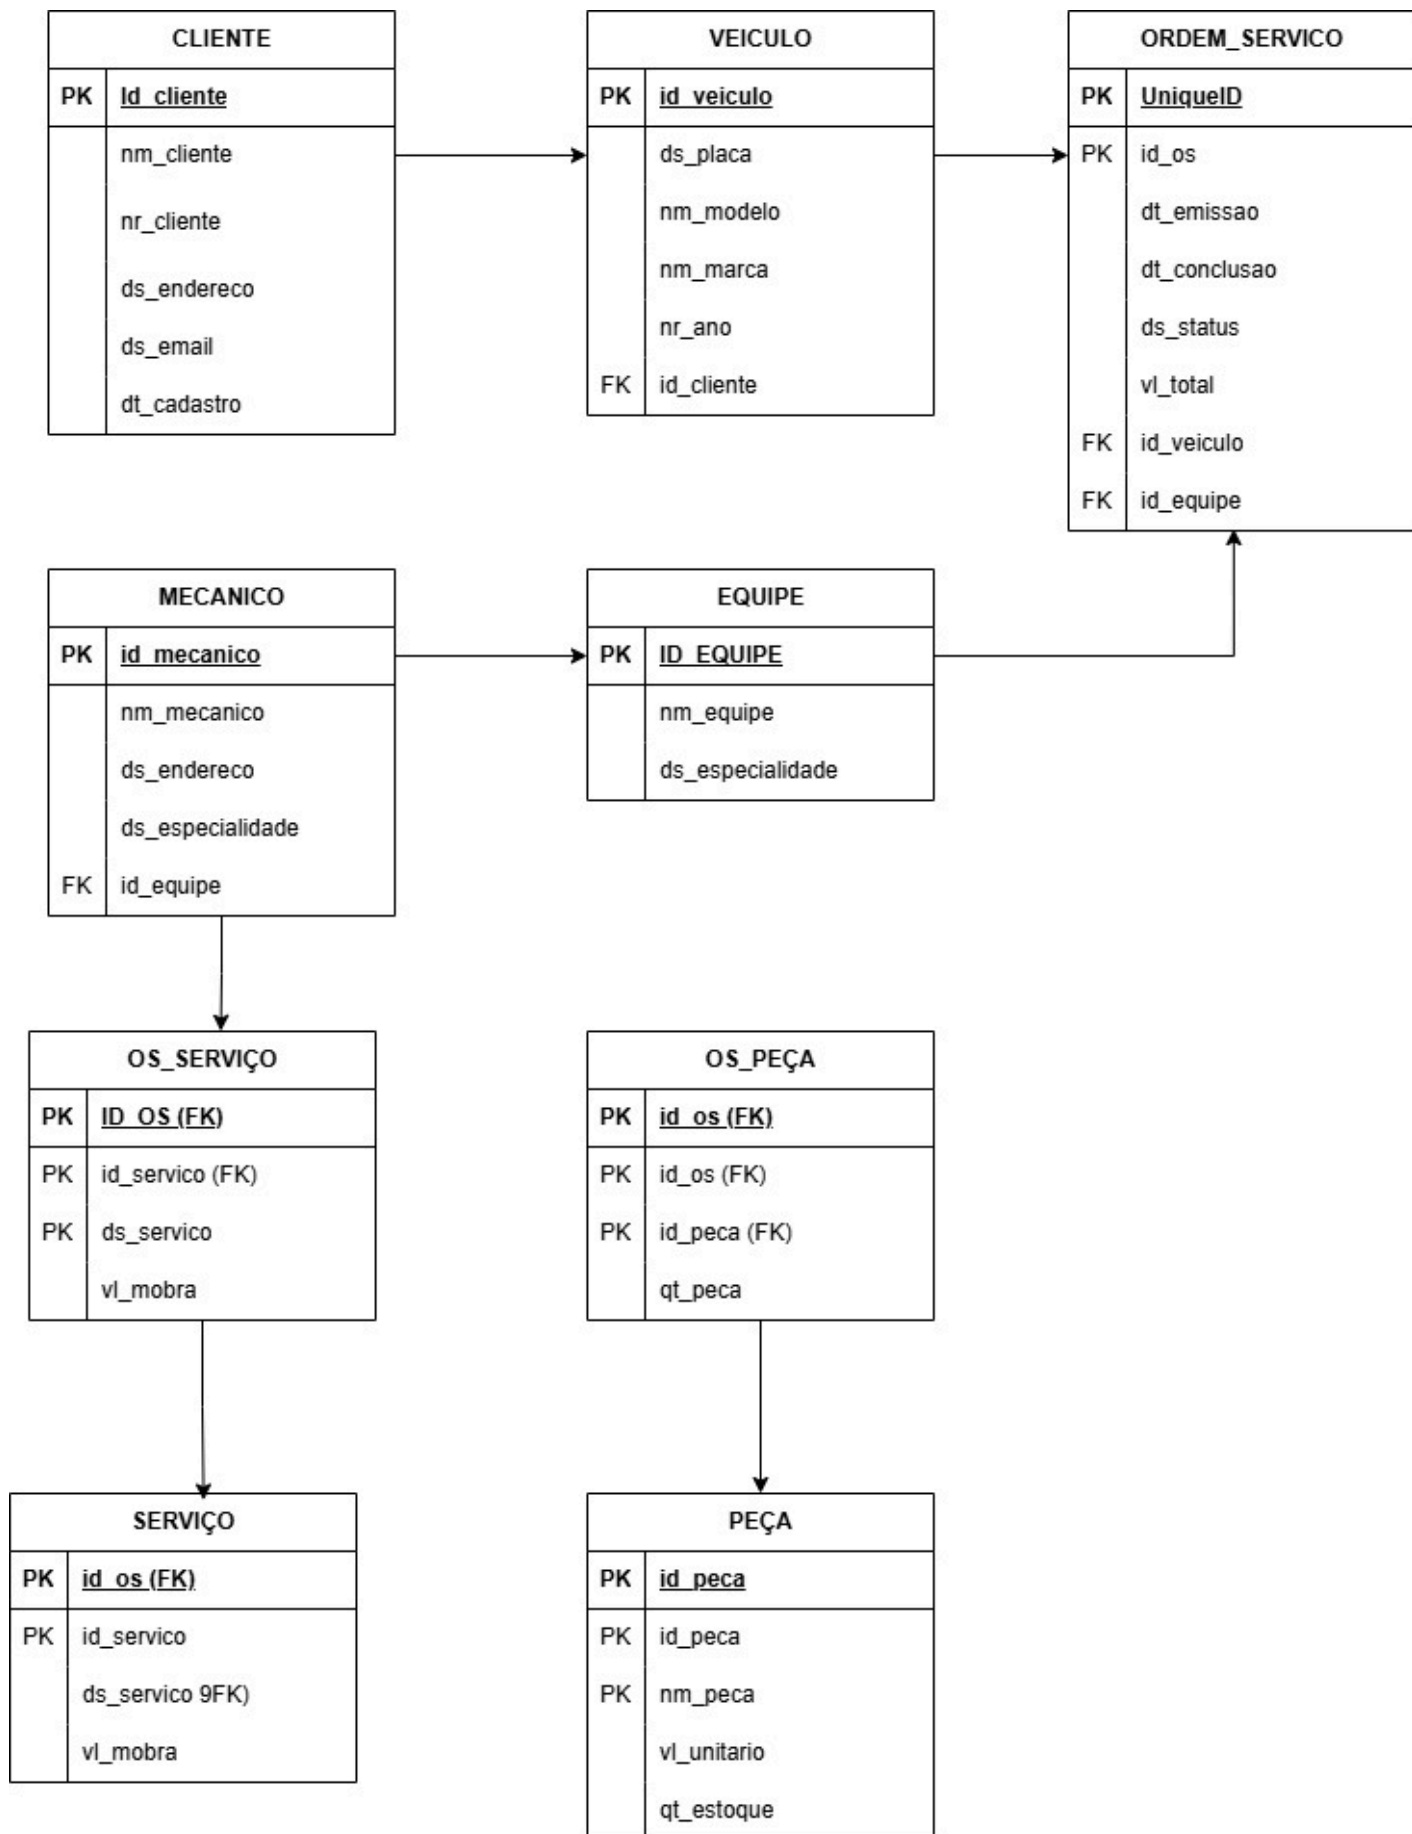 CLIENTE
PK Id_cliente
nm_cliente
nr_cliente
ds_endereco
ds_email
dt_cadastro
VEICULO
PK id_veiculo
ds_placa
nm_modelo
nm_marca
nr_ano
FK id_cliente
ORDEM_SERVICO
PK UniqueID
PK id_os
dt_emissao
dt_conclusao
ds_status
vl_total
FK id_veiculo
FK id_equipe
MECANICO
PK id_mecanico
nm_mecanico
ds_endereco
ds_especialidade
FK id_equipe
EQUIPE
PK ID_EQUIPE
nm_equipe
ds_especialidade
OS_SERVIÇO
PK ID_OS (FK)
PK id_servico (FK)
PK ds_servico
vl_mobra
OS_PEÇA
PK id_os (FK)
PK id_os (FK)
PK id_peca (FK)
qt_peca
SERVIÇO
PK id_os (FK)
PK id_servico
ds_servico 9FK)
vl_mobra
PEÇA
PK id_peca
PK id_peca
PK nm_peca
vl_unitario
qt_estoque